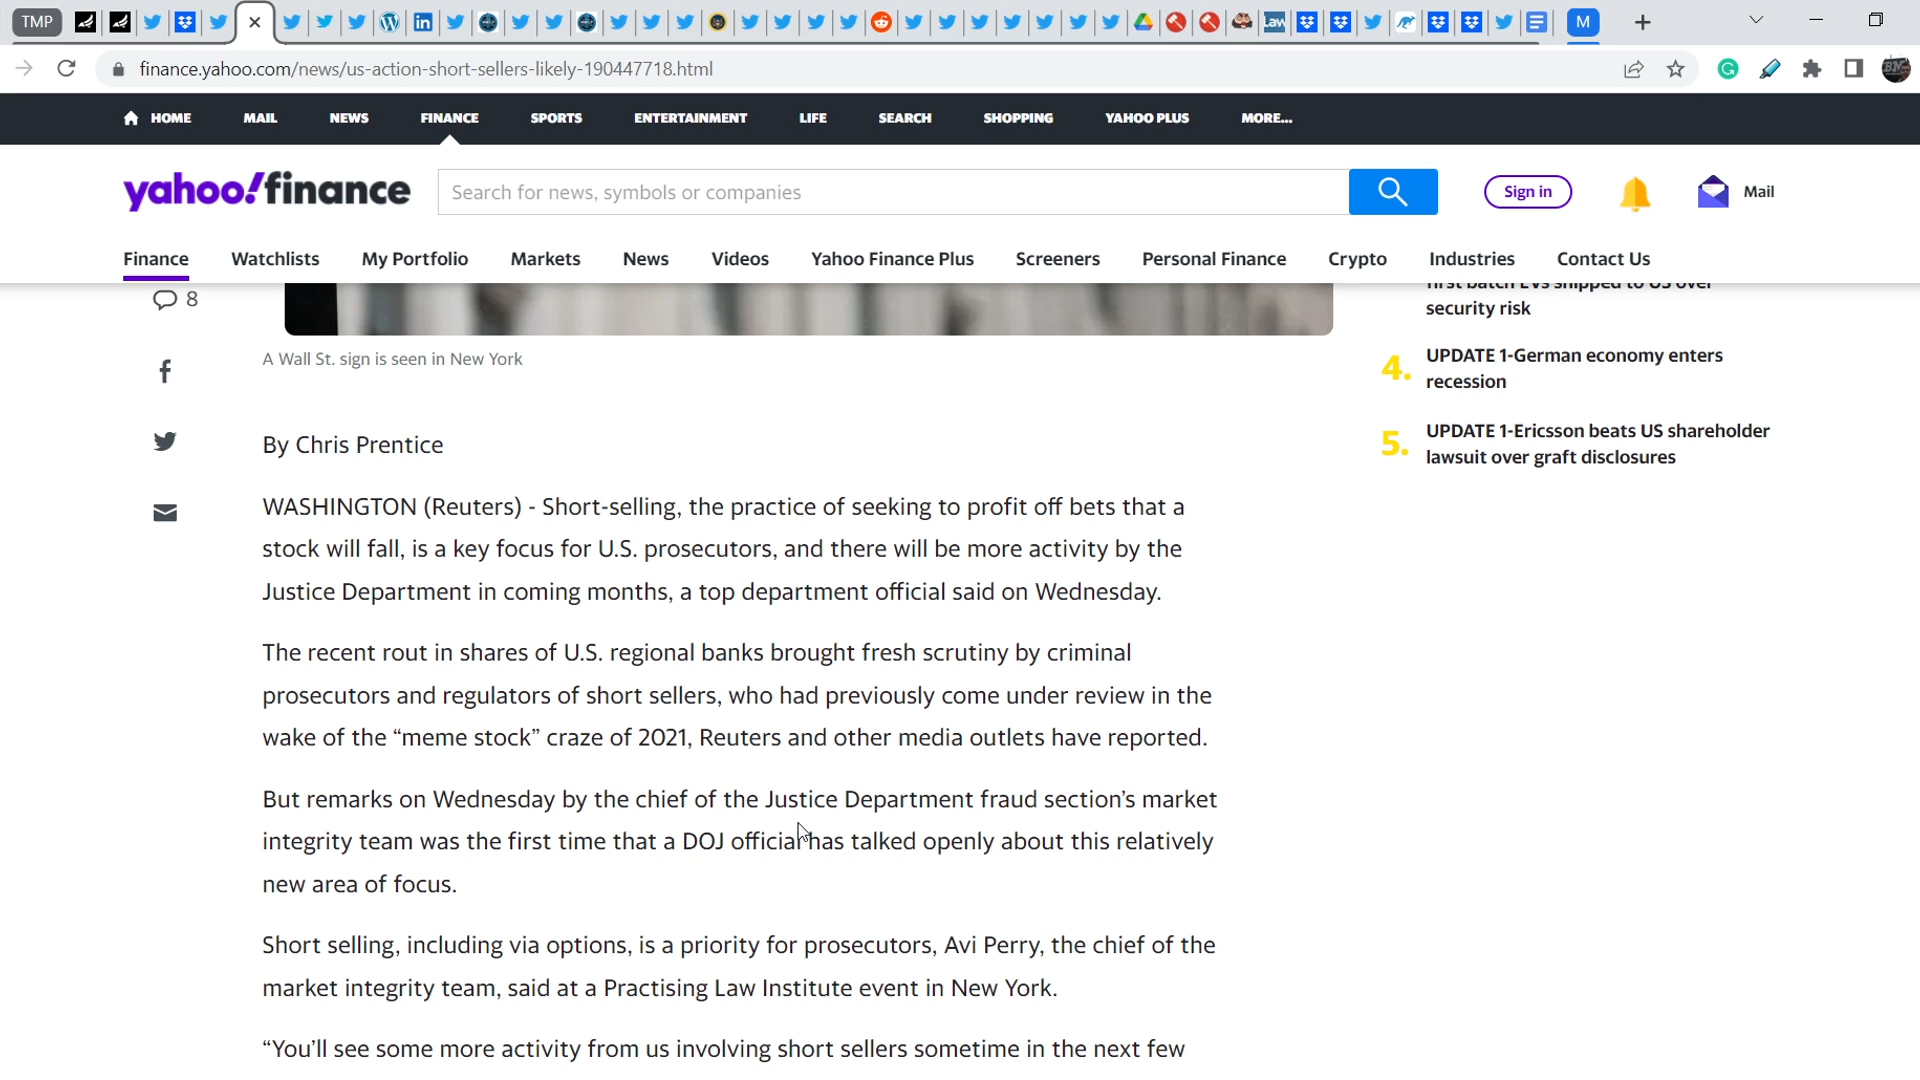 TMP
Law
M
finance.yahoo.com/news/us-action-short-sellers-likely-190447718.html
HOME MAIL NEWS FINANCE SPORTS ENTERTAINMENT LIFE SEARCH SHOPPING YAHOO PLUS MORE...
yahoo!finance
Search for news, symbols or companies
Sign in
Mail
Finance Watchlists My Portfolio Markets News Videos Yahoo Finance Plus Screeners Personal Finance Crypto Industries Contact Us
8
first batch EVs shipped to US over
security risk
4. UPDATE 1-German economy enters
recession
5. UPDATE 1-Ericsson beats US shareholder
lawsuit over graft disclosures
A Wall St. sign is seen in New York
By Chris Prentice
WASHINGTON (Reuters) - Short-selling, the practice of seeking to profit off bets that a
stock will fall, is a key focus for U.S. prosecutors, and there will be more activity by the
Justice Department in coming months, a top department official said on Wednesday.
The recent rout in shares of U.S. regional banks brought fresh scrutiny by criminal
prosecutors and regulators of short sellers, who had previously come under review in the
wake of the “meme stock” craze of 2021, Reuters and other media outlets have reported.
But remarks on Wednesday by the chief of the Justice Department fraud section’s market
integrity team was the first time that a DOJ official has talked openly about this relatively
new area of focus.
Short selling, including via options, is a priority for prosecutors, Avi Perry, the chief of the
market integrity team, said at a Practising Law Institute event in New York.
“You’ll see some more activity from us involving short sellers sometime in the next few